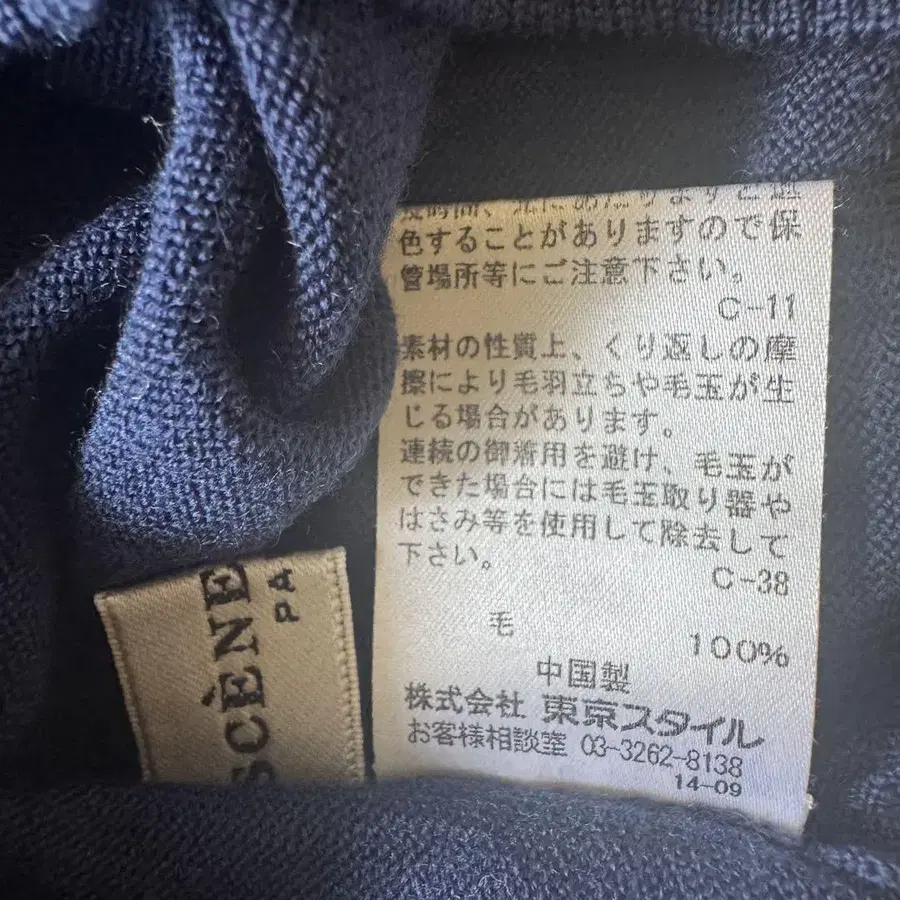 色することがありますので保
管場所等にご注意下さい。
C-11
素材の性質上、くり返しの摩
擦により毛羽立ちや毛玉が生
じる場合があります。
連続の御着用を避け、毛玉が
できた場合には毛玉取り器や
はさみ等を使用して除去して
下さい。
C-38
毛 100%
中国製
株式会社 東京スタイル
お客様相談室 03-3262-8138
14-09
SCÈNE
PA